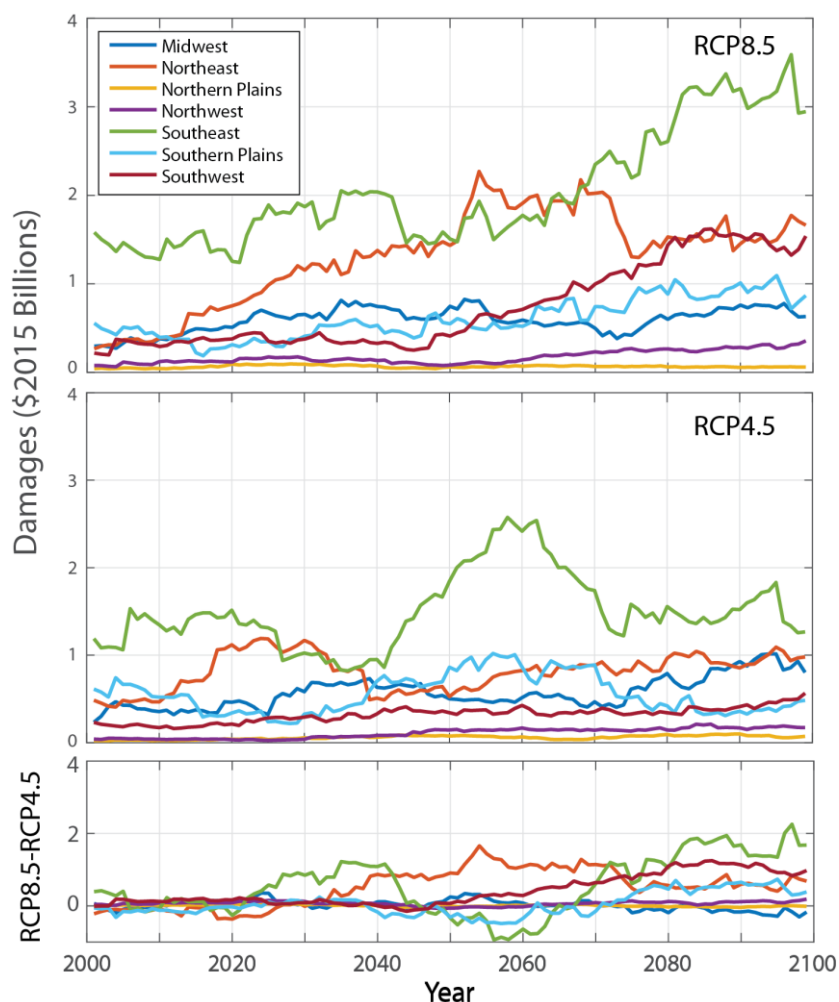 4
RCP8.5
Midwest
Northeast
Northern Plains
Northwest
Southeast
Southern Plains
Southwest
3
2
1
0
Damages ($2015 Billions)
4
RCP4.5
3
2
1
0
RCP8.5-RCP4.5
4
2
0
2000 2020 2040 2060 2080 2100
Year